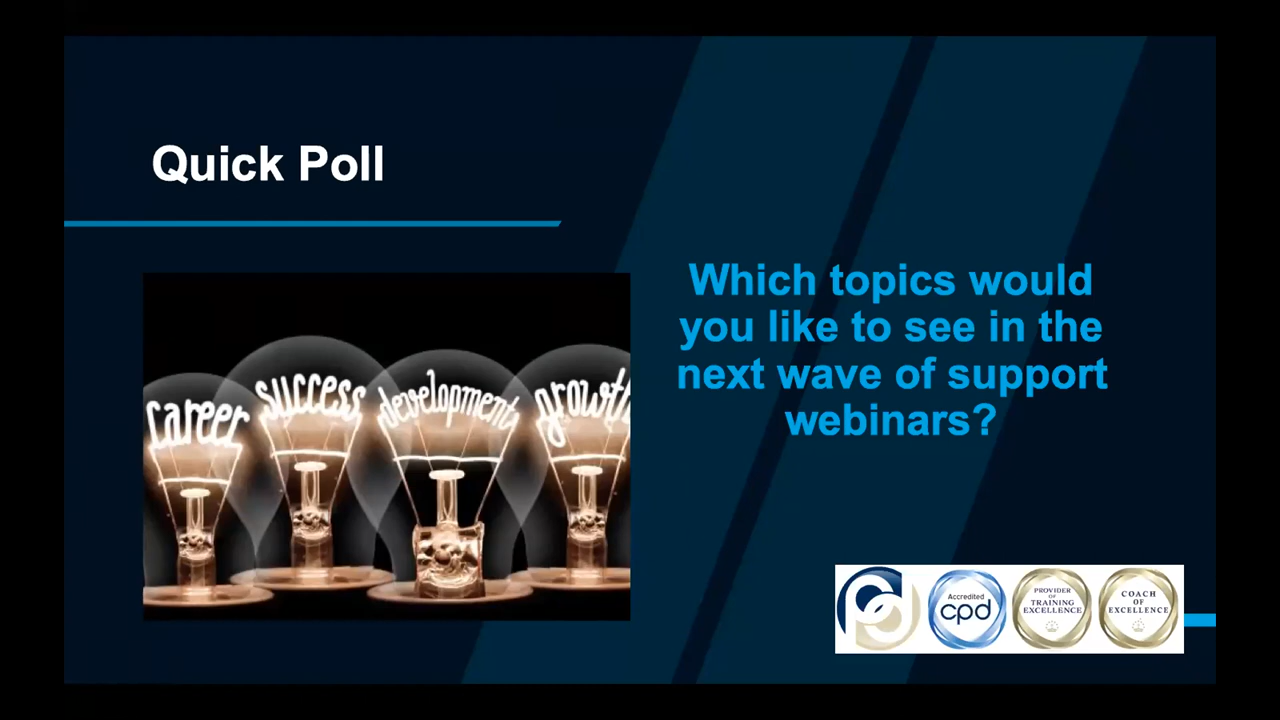 Quick Poll
Which topics would
you like to see in the
next wave of support
webinars?
career
success
development
growth
Accredited
cpd
PROVIDER
OF
TRAINING
EXCELLENCE
COACH
OF
EXCELLENCE